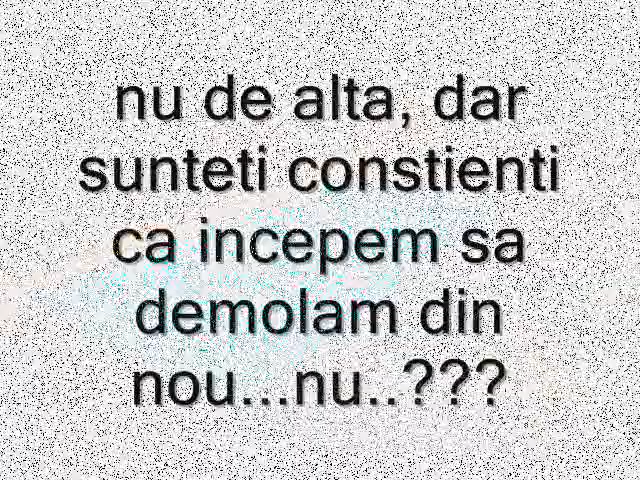 nu de alta, dar
sunteti constienti
ca incepem sa
demolam din
nou...nu..???